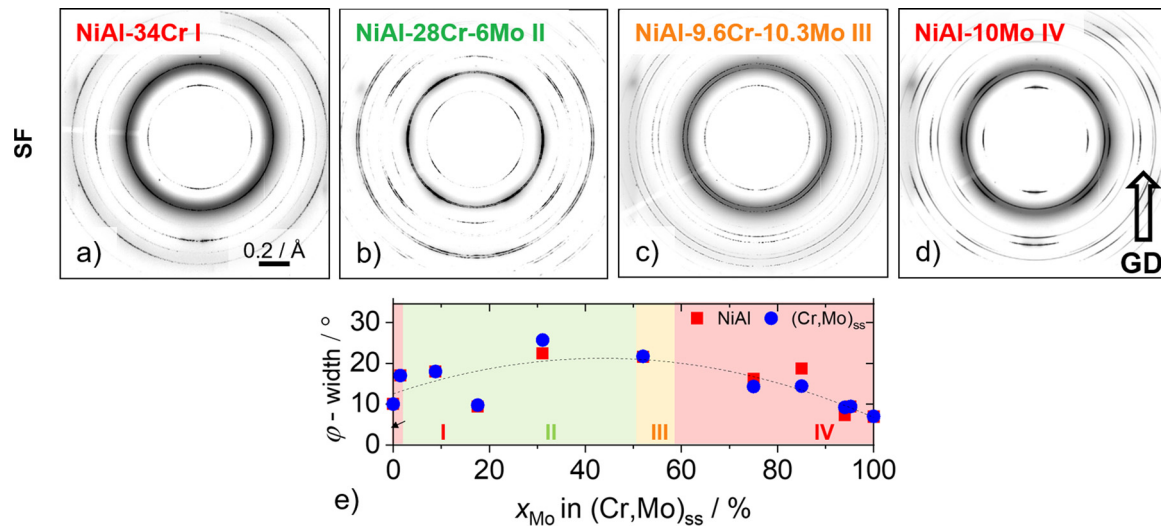 NiAl-34Cr I
NiAl-28Cr-6Mo II
NiAl-9.6Cr-10.3Mo III
NiAl-10Mo IV
SF
a)
0.2 / Å
b)
c)
d)
GD
30
20
10
0
φ - width / °
NiAl
(Cr,Mo)ss
I
II
III
IV
0
20
40
60
80
100
e)
xMo in (Cr,Mo)ss / %